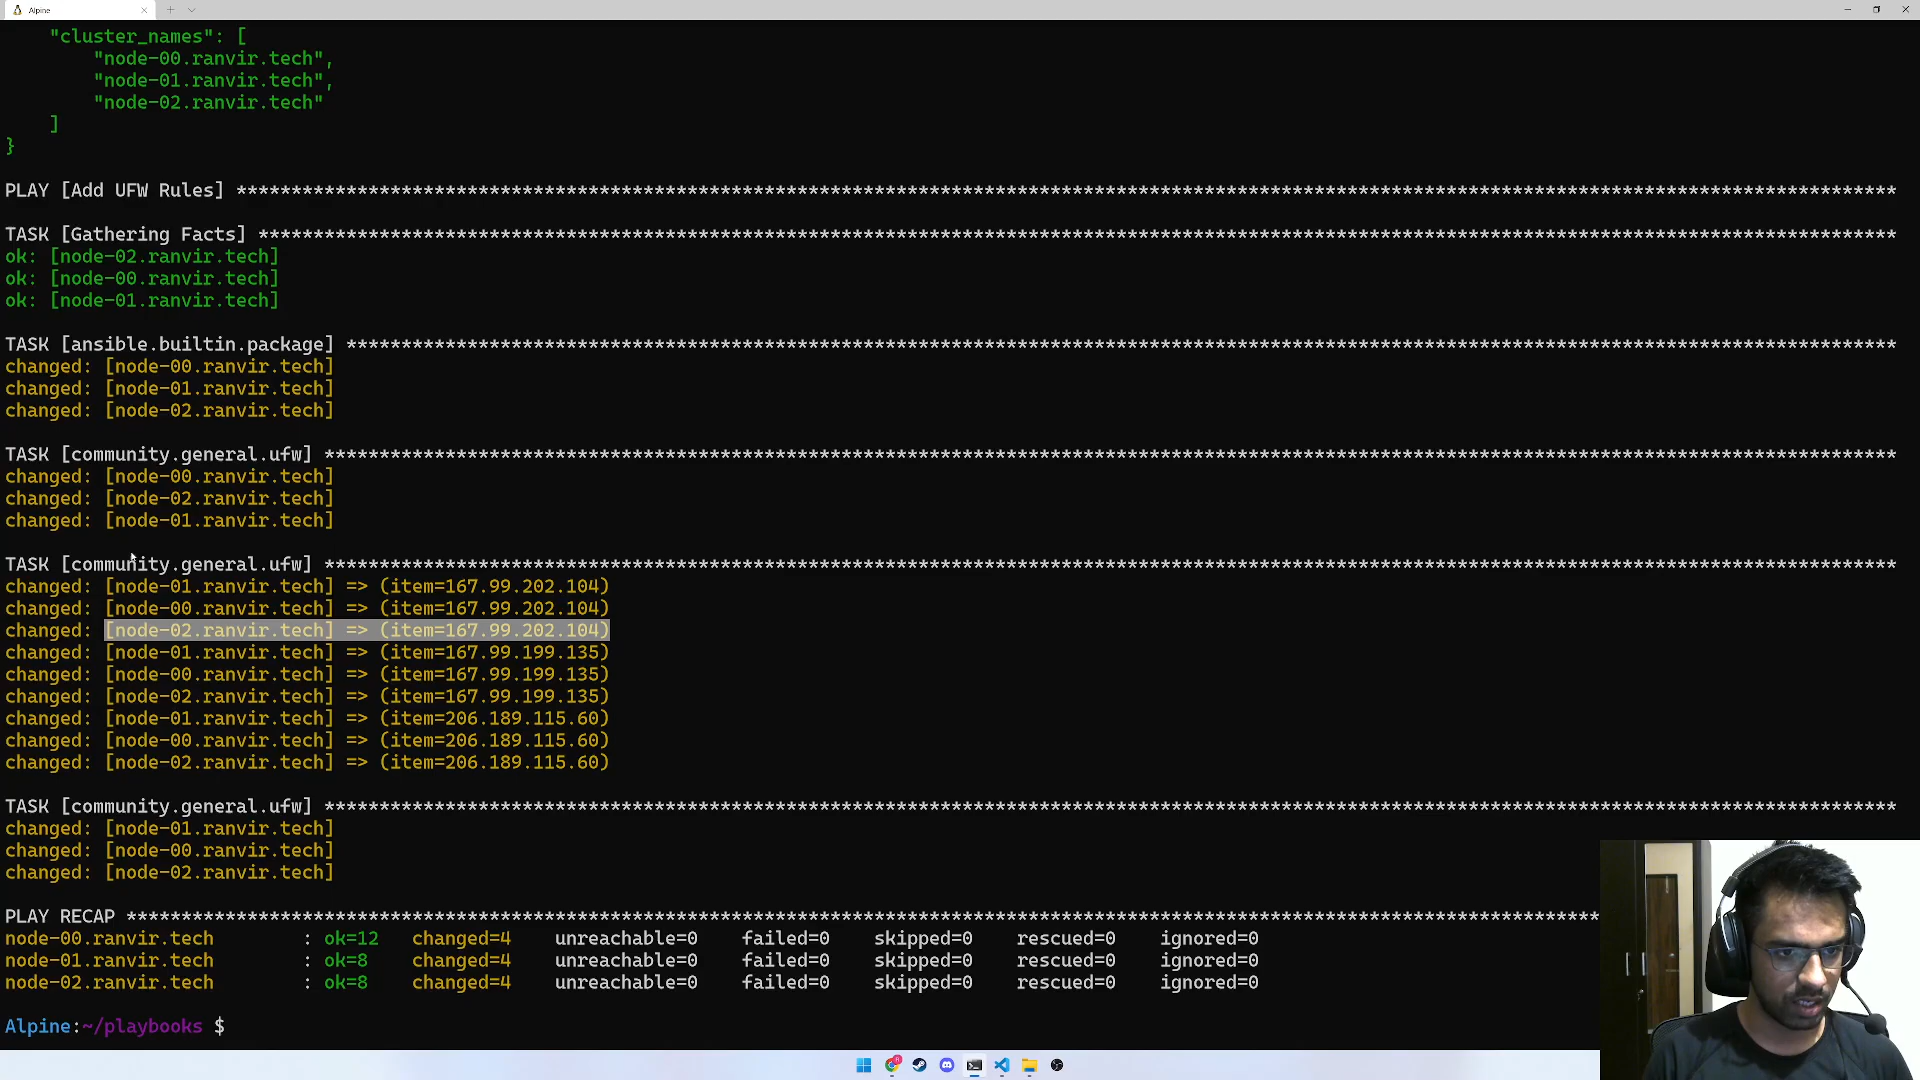 Alpine
"cluster_names": [
"node-00.ranvir.tech",
"node-01.ranvir.tech",
"node-02.ranvir.tech"
]
}
PLAY [Add UFW Rules] ******************************************************************************************************************************************************
TASK [Gathering Facts] ****************************************************************************************************************************************************
ok: [node-02.ranvir.tech]
ok: [node-00.ranvir.tech]
ok: [node-01.ranvir.tech]
TASK [ansible.builtin.package] ********************************************************************************************************************************************
changed: [node-00.ranvir.tech]
changed: [node-01.ranvir.tech]
changed: [node-02.ranvir.tech]
TASK [community.general.ufw] **********************************************************************************************************************************************
changed: [node-00.ranvir.tech]
changed: [node-02.ranvir.tech]
changed: [node-01.ranvir.tech]
TASK [community.general.ufw] **********************************************************************************************************************************************
changed: [node-01.ranvir.tech] => (item=167.99.202.104)
changed: [node-00.ranvir.tech] => (item=167.99.202.104)
changed: [node-02.ranvir.tech] => (item=167.99.202.104)
changed: [node-01.ranvir.tech] => (item=167.99.199.135)
changed: [node-00.ranvir.tech] => (item=167.99.199.135)
changed: [node-02.ranvir.tech] => (item=167.99.199.135)
changed: [node-01.ranvir.tech] => (item=206.189.115.60)
changed: [node-00.ranvir.tech] => (item=206.189.115.60)
changed: [node-02.ranvir.tech] => (item=206.189.115.60)
TASK [community.general.ufw] **********************************************************************************************************************************************
changed: [node-01.ranvir.tech]
changed: [node-00.ranvir.tech]
changed: [node-02.ranvir.tech]
PLAY RECAP **************************************************************************************************************************************
node-00.ranvir.tech : ok=12 changed=4 unreachable=0 failed=0 skipped=0 rescued=0 ignored=0
node-01.ranvir.tech : ok=8 changed=4 unreachable=0 failed=0 skipped=0 rescued=0 ignored=0
node-02.ranvir.tech : ok=8 changed=4 unreachable=0 failed=0 skipped=0 rescued=0 ignored=0
Alpine:~/playbooks $